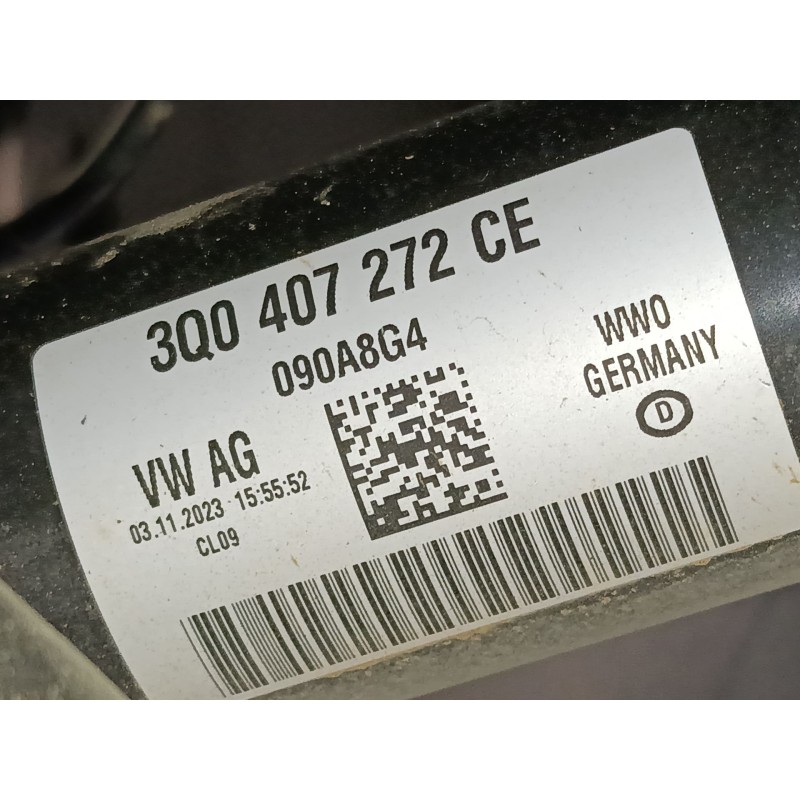 3Q0 407 272 CE
090A8G4
WWO
GERMANY
D
VW AG
03.11.2023 15:55:52
CL09